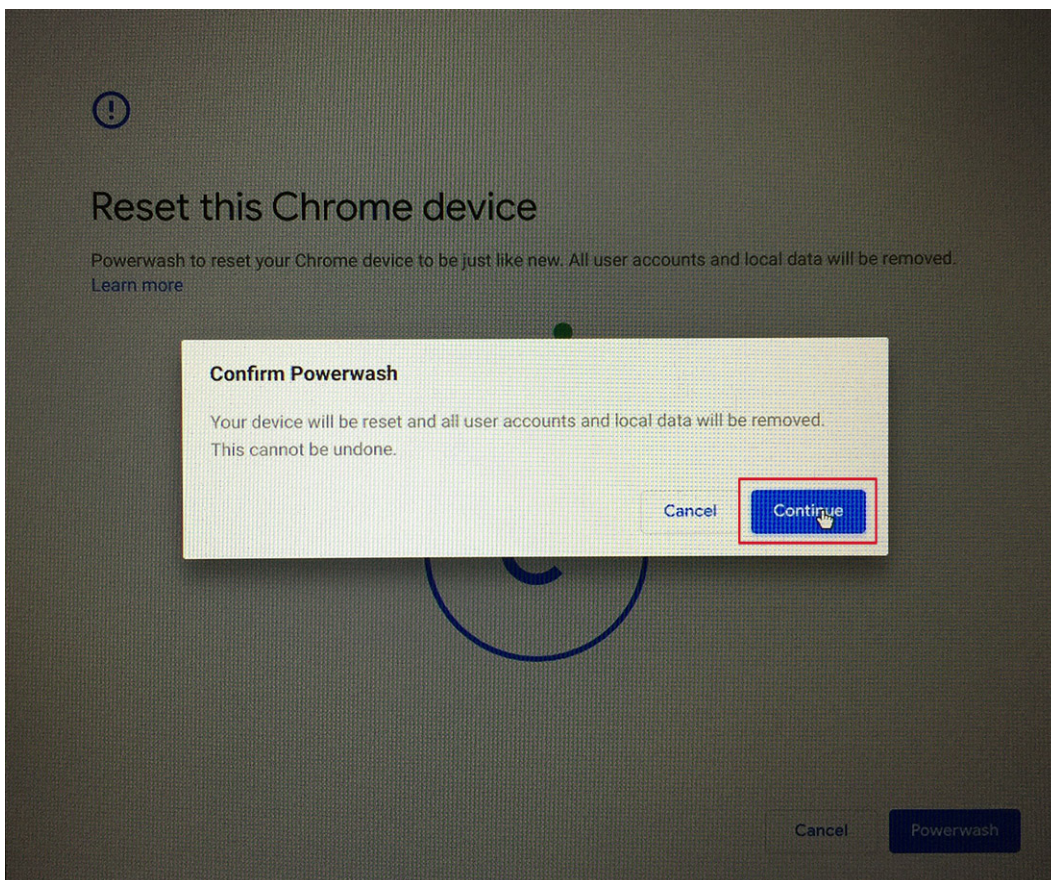 Reset this Chrome device
Powerwash to reset your Chrome device to be just like new. All user accounts and local data will be removed.
Learn more
Confirm Powerwash
Your device will be reset and all user accounts and local data will be removed.
This cannot be undone.
Cancel
Continue
Cancel
Powerwash